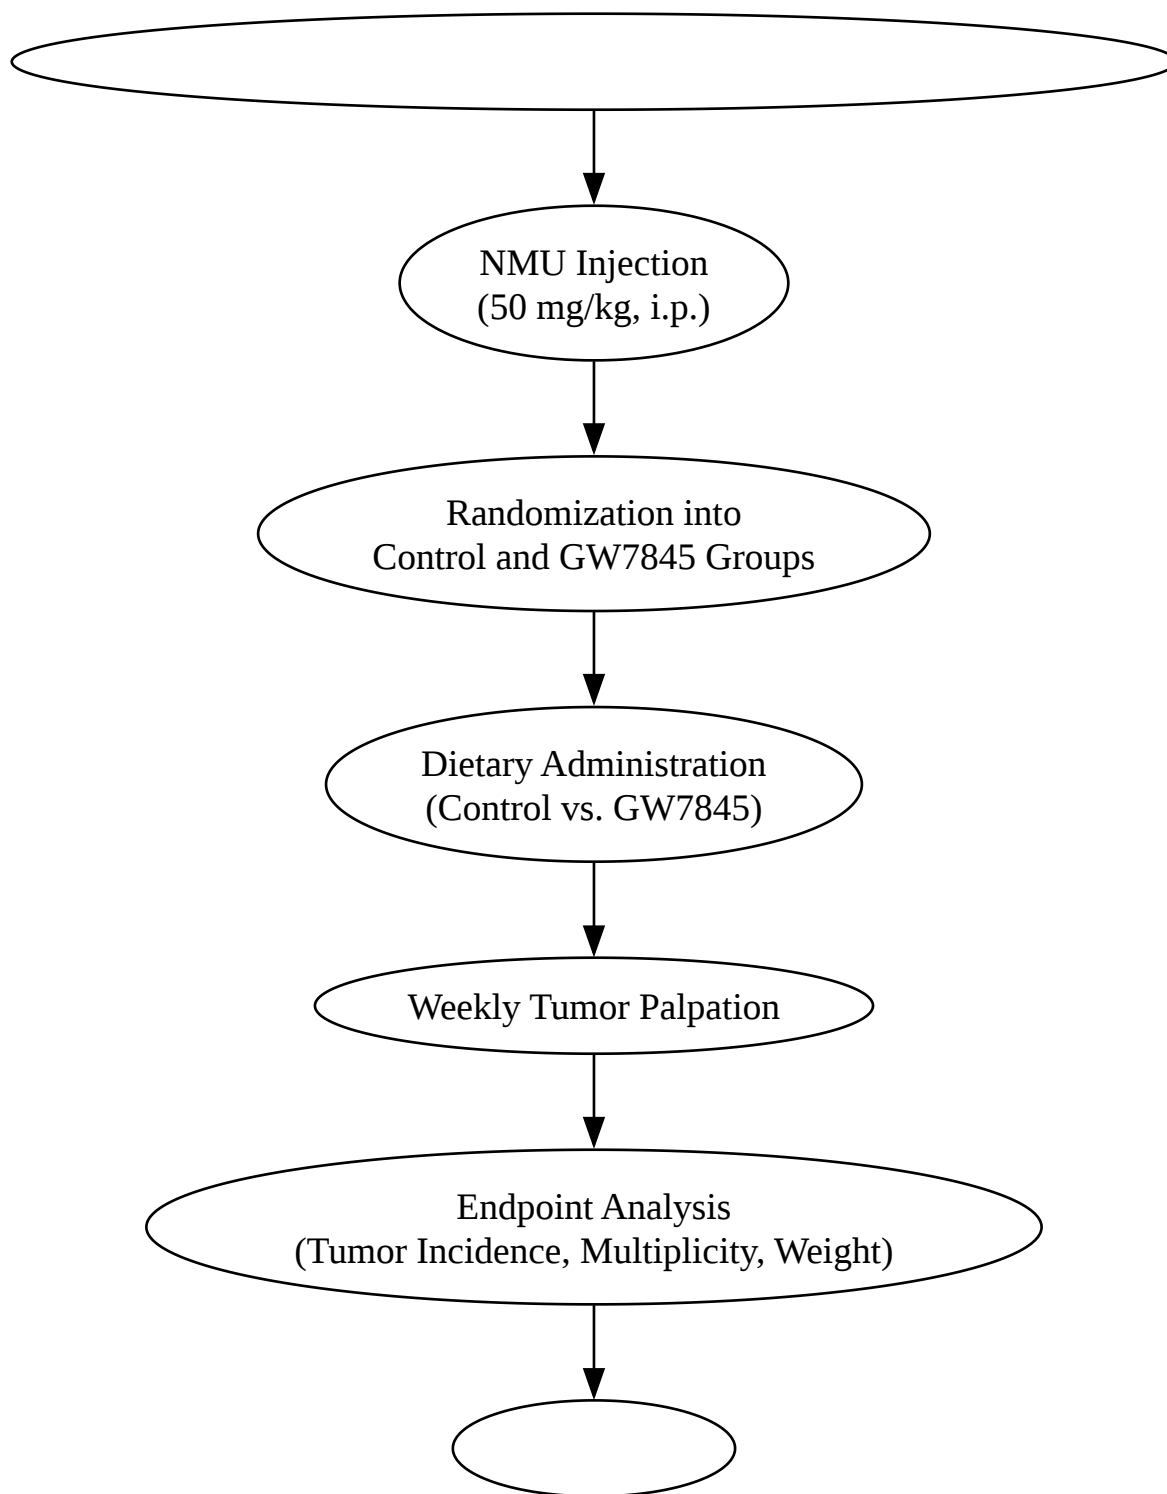 NMU Injection
(50 mg/kg, i.p.)
Randomization into
Control and GW7845 Groups
Dietary Administration
(Control vs. GW7845)
Weekly Tumor Palpation
Endpoint Analysis
(Tumor Incidence, Multiplicity, Weight)